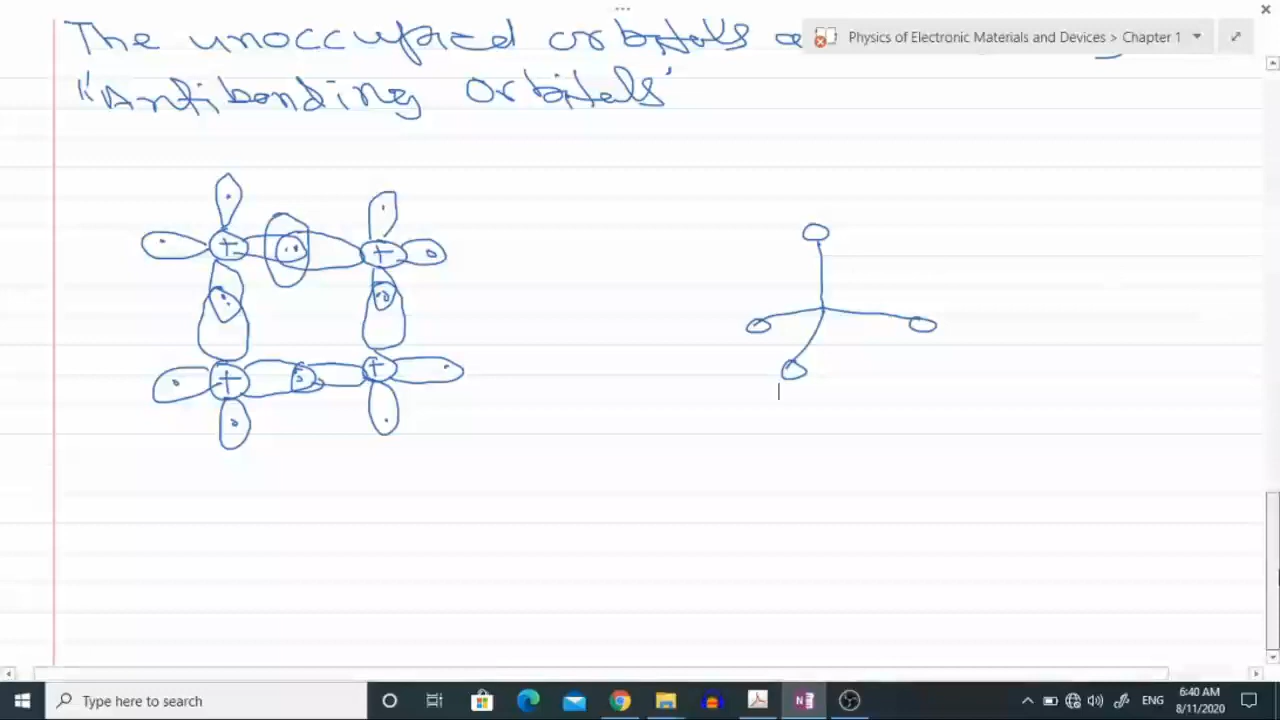 The unoccupied orbitals
Physics of Electronic Materials and Devices > Chapter 1
"Antibonding Orbitals"
+ +
+ +
Type here to search
ENG
6:40 AM
8/11/2020